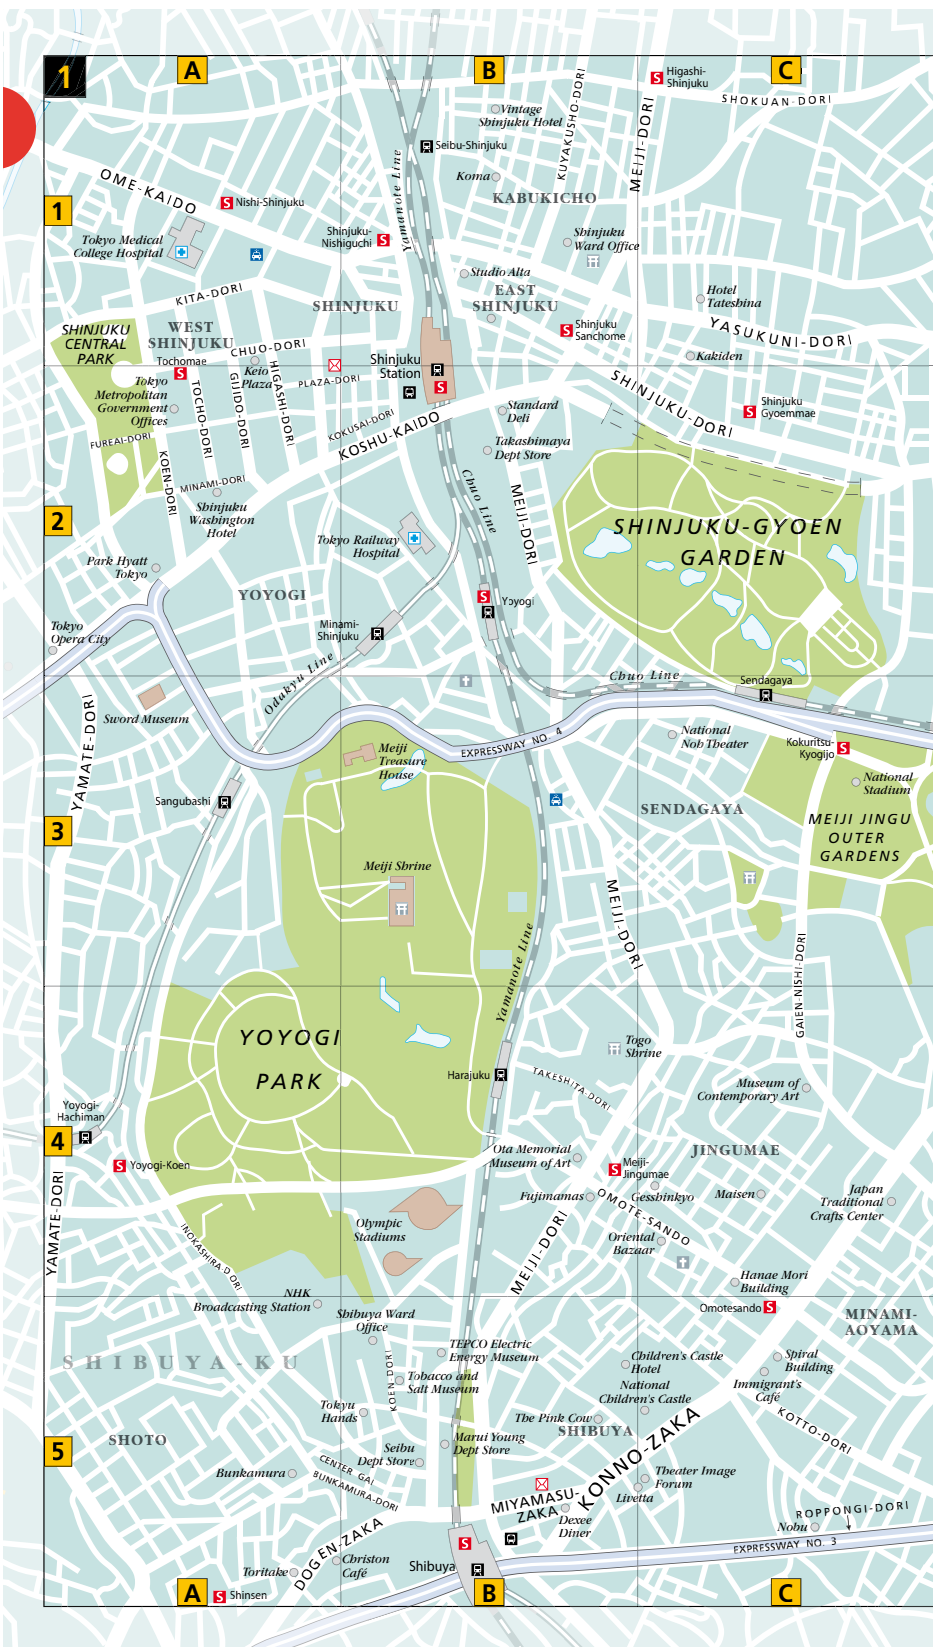 1
A
B
C
S Higashi-
Shinjuku
SHOKUAN-DORI
Vintage
Shinjuku Hotel
KUYAKUSHO-DORI
MEIJI-DORI
Seibu-Shinjuku
Yamanote Line
Koma
KABUKICHO
OME-KAIDO
1
S Nishi-Shinjuku
Shinjuku-
Nishiguchi S
Tokyo Medical
College Hospital
Shinjuku
Ward Office
Studio Alta
KITA-DORI
SHINJUKU
EAST
SHINJUKU
Hotel
Tateshina
SHINJUKU
CENTRAL
PARK
WEST
SHINJUKU
S Shinjuku
Sanchome
YASUKUNI-DORI
CHUO-DORI
Kakiden
Tochomae
S
Keio
Plaza
Shinjuku
Station
S
PLAZA-DORI
SHINJUKU-DORI
Tokyo
Metropolitan
Government
Offices
TOCHO-DORI
GIJIDO-DORI
HIGASHI-DORI
Standard
Deli
S Shinjuku
Gyoemmae
KOKUSAI-DORI
KOSHU-KAIDO
FUREAI-DORI
KOEN-DORI
Takashimaya
Dept Store
MINAMI-DORI
Chuo Line
MEIJI-DORI
Shinjuku
Washington
Hotel
2
SHINJUKU-GYOEN
GARDEN
Tokyo Railway
Hospital
Park Hyatt
Tokyo
YOYOGI
S
Yoyogi
Minami-
Shinjuku
Tokyo
Opera City
Odakyu Line
Chuo Line
Sendagaya
Sword Museum
YAMATE-DORI
EXPRESSWAY NO. 4
National
Noh Theater
Kokuritsu-
Kyogijo S
Meiji
Treasure
House
National
Stadium
Sangubashi
SENDAGAYA
MEIJI JINGU
OUTER
GARDENS
3
Meiji Shrine
MEIJI-DORI
Yamanote Line
GAIEN-NISHI-DORI
YOYOGI
PARK
Togo
Shrine
Harajuku
TAKESHITA-DORI
Museum of
Contemporary Art
Yoyogi-
Hachiman
4
S Yoyogi-Koen
Ota Memorial
Museum of Art
JINGUMAE
S Meiji-
Jingumae
YAMATE-DORI
Fujimamas
Gesshinkyo
Maisen
Japan
Traditional
Crafts Center
OMOTE-SANDO
Olympic
Stadiums
MEIJI-DORI
Oriental
Bazaar
INOKASHIRA-DORI
Hanae Mori
Building
NHK
Broadcasting Station
Omotesando S
Shibuya Ward
Office
MINAMI-
AOYAMA
SHIBUYA-KU
KOEN DORI
TEPCO Electric
Energy Museum
Children's Castle
Hotel
Spiral
Building
Tobacco and
Salt Museum
National
Children's Castle
Immigrant's
Café
Tokyu
Hands
The Pink Cow
SHIBUYA
KONNO-ZAKA
KOTTO-DORI
SHOTO
5
Seibu
Dept Store
Marui Young
Dept Store
CENTER GAI
Bunkamura
BUNKAMURA-DORI
Theater Image
Forum
Livetta
MIYAMASU-
ZAKA
Dexee
Diner
ROPPONGI-DORI
Nobu
DOGEN-ZAKA
S
EXPRESSWAY NO. 3
Toritake
Christon
Café
Shibuya
A
S Shinsen
B
C